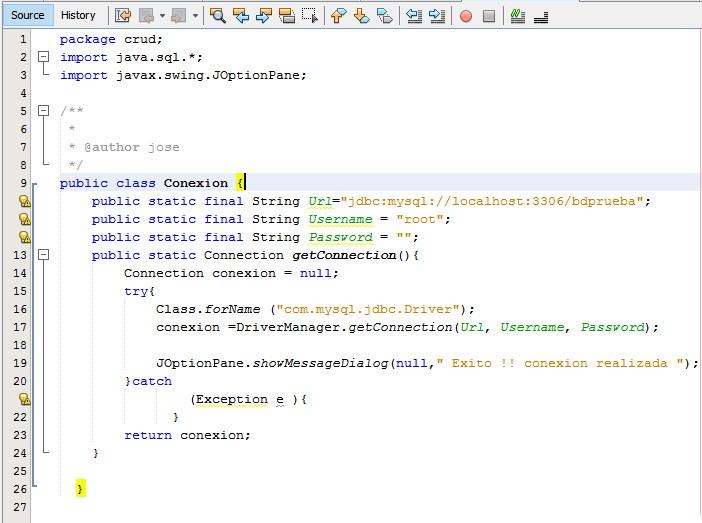 Source History
1 package crud;
2 import java.sql.*;
3 import javax.swing.JOptionPane;
4
5 /**
6 *
7 * @author jose
8 */
9 public class Conexion {
public static final String Url="jdbc:mysql://localhost:3306/bdprueba";
public static final String Username = "root";
public static final String Password = "";
13 public static Connection getConnection(){
14 Connection conexion = null;
15 try{
16 Class.forName ("com.mysql.jdbc.Driver");
17 conexion =DriverManager.getConnection(Url, Username, Password);
18
19 JOptionPane.showMessageDialog(null," Exito !! conexion realizada ");
20 }catch
(Exception e ){
22 }
23 return conexion;
24 }
25
26 }
27